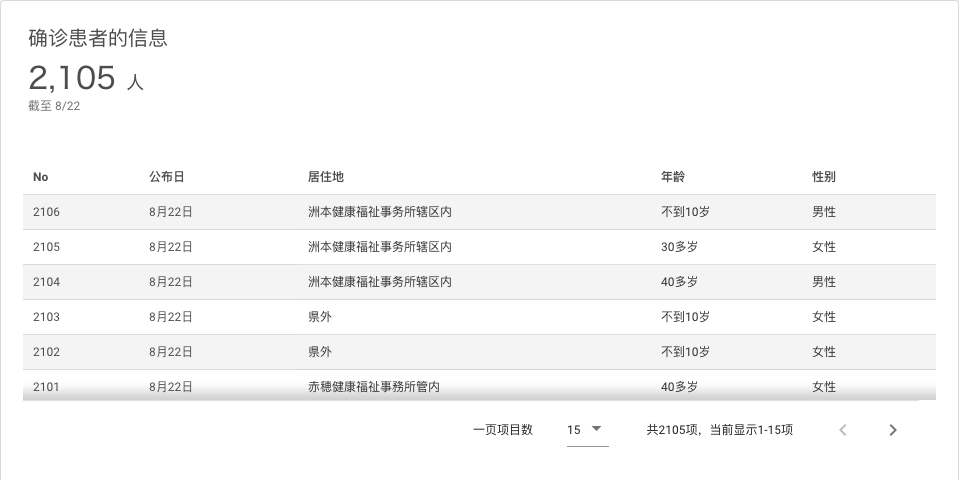 确诊患者的信息
2,105 人
截至 8/22
No 公布日 居住地 年龄 性别
2106 8月22日 洲本健康福祉事务所辖区内 不到10岁 男性
2105 8月22日 洲本健康福祉事务所辖区内 30多岁 女性
2104 8月22日 洲本健康福祉事务所辖区内 40多岁 男性
2103 8月22日 県外 不到10岁 女性
2102 8月22日 県外 不到10岁 女性
2101 8月22日 赤穂健康福祉事務所管内 40多岁 女性
一页项目数 15 共2105项，当前显示1-15项